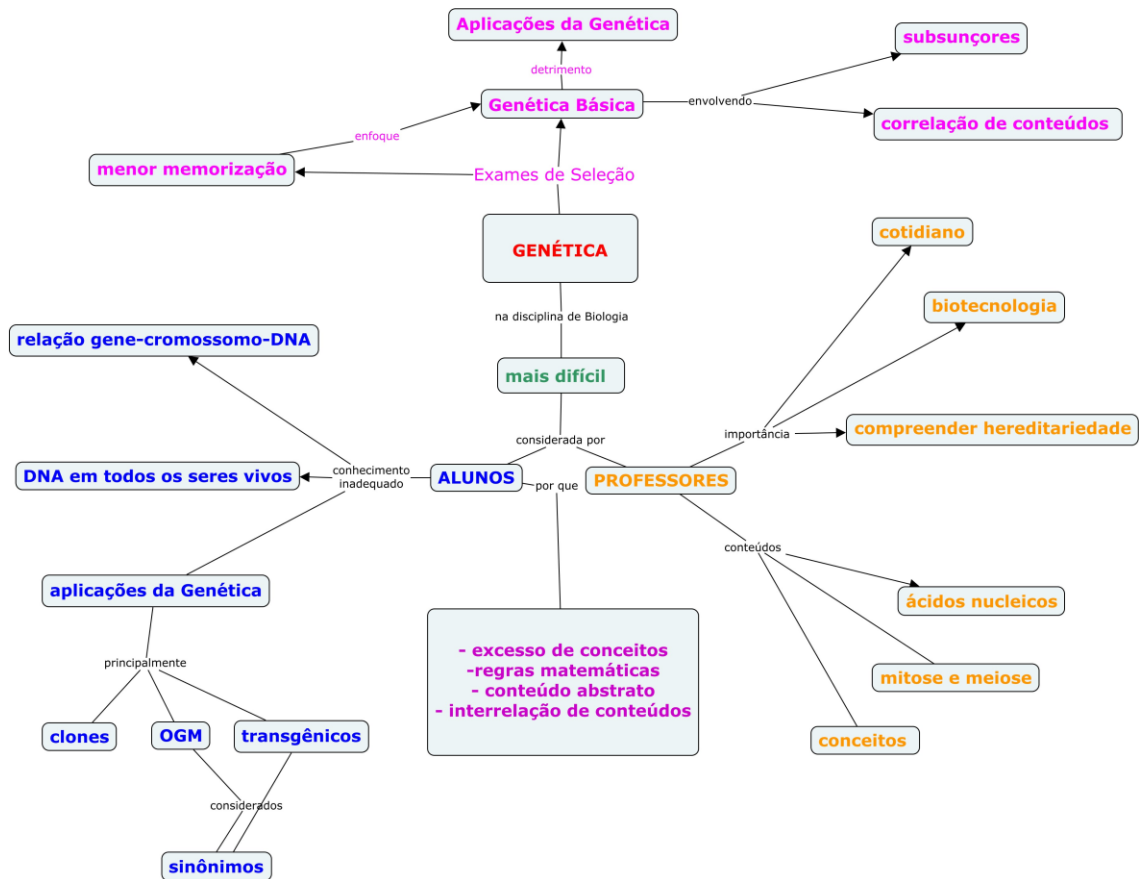 Aplicações da Genética
detrimento
subsunçores
Genética Básica
envolvendo
correlação de conteúdos
enfoque
menor memorização
Exames de Seleção
GENÉTICA
cotidiano
biotecnologia
na disciplina de Biologia
relação gene-cromossomo-DNA
mais difícil
importância
compreender hereditariedade
considerada por
DNA em todos os seres vivos
conhecimento
inadequado
ALUNOS
por que
PROFESSORES
conteúdos
aplicações da Genética
ácidos nucleicos
- excesso de conceitos
-regras matemáticas
- conteúdo abstrato
- interrelação de conteúdos
principalmente
mitose e meiose
clones
OGM
transgênicos
conceitos
considerados
sinônimos